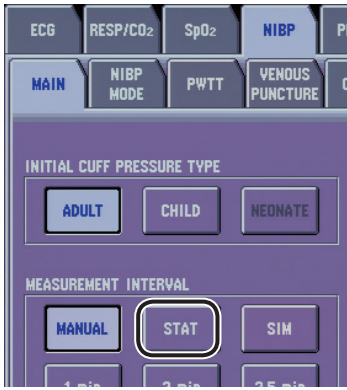 ECG RESP/CO2 SpO2 NIBP
MAIN NIBP MODE PWTT VENOUS PUNCTURE
INITIAL CUFF PRESSURE TYPE
ADULT CHILD NEONATE
MEASUREMENT INTERVAL
MANUAL STAT SIM